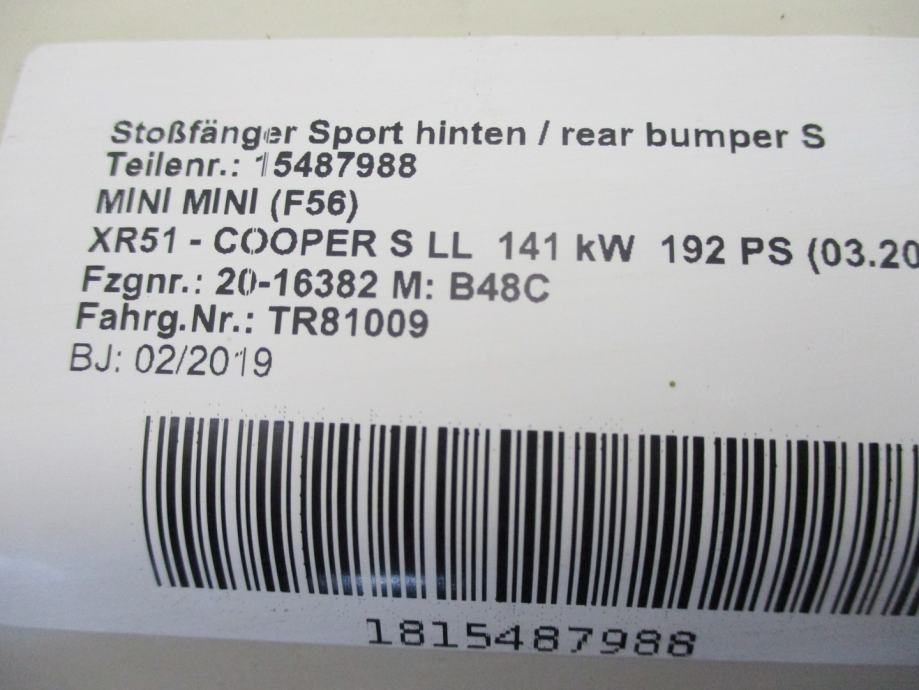 Stoßfänger Sport hinten / rear bumper S
Teilenr.: 15487988
MINI MINI (F56)
XR51 - COOPER S LL 141 kW 192 PS (03.20
Fzgnr.: 20-16382 M: B48C
Fahrg.Nr.: TR81009
BJ: 02/2019
1815487988